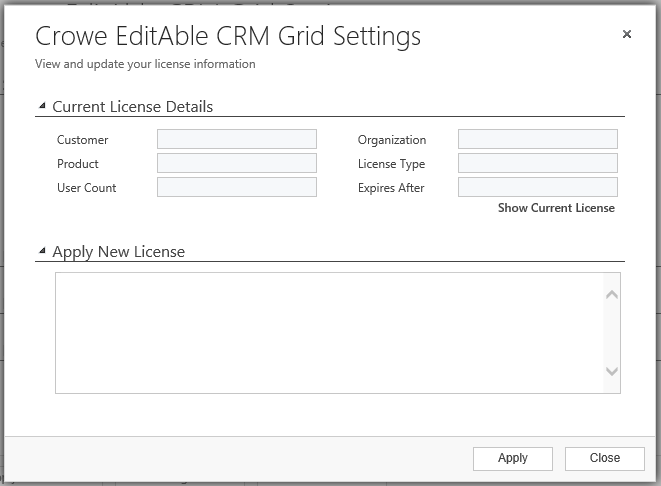 Crowe EditAble CRM Grid Settings
View and update your license information
Current License Details
Customer
Organization
Product
License Type
User Count
Expires After
Show Current License
Apply New License
Apply
Close